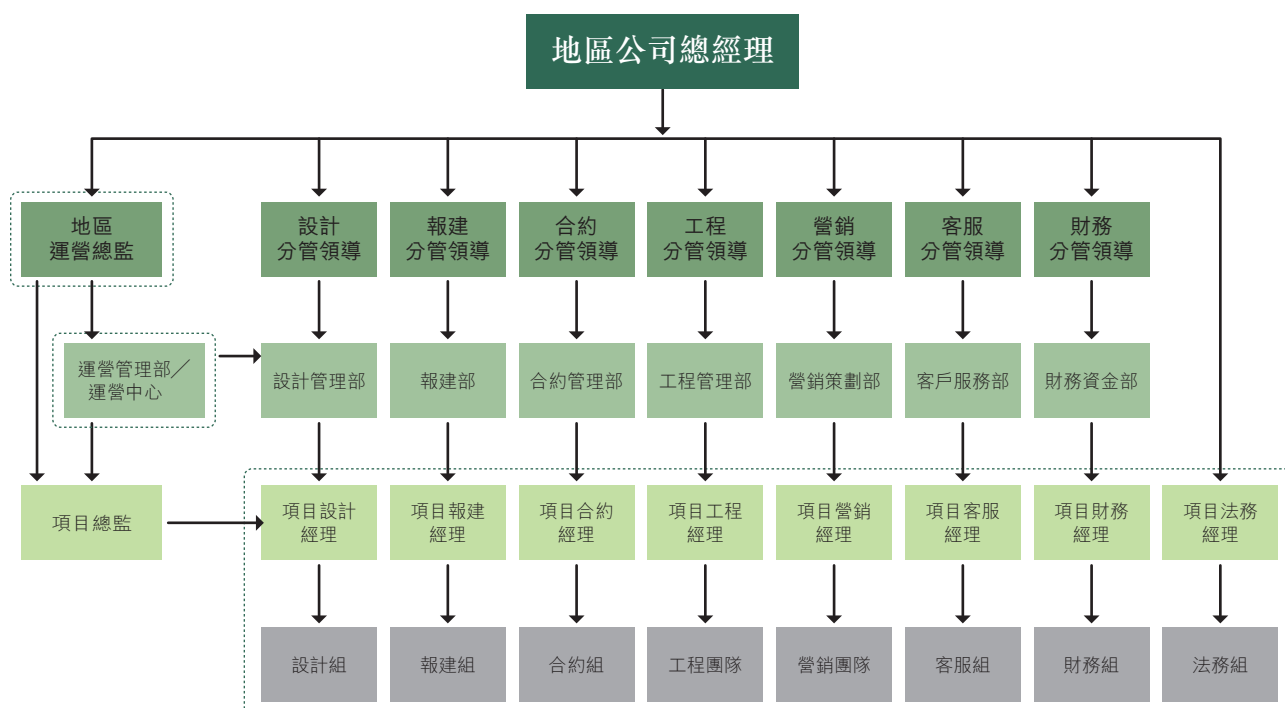 地區公司總經理
地區
運營總監
設計
分管領導
報建
分管領導
合約
分管領導
工程
分管領導
營銷
分管領導
客服
分管領導
財務
分管領導
運營管理部／
運營中心
設計管理部
報建部
合約管理部
工程管理部
營銷策劃部
客戶服務部
財務資金部
項目總監
項目設計
經理
項目報建
經理
項目合約
經理
項目工程
經理
項目營銷
經理
項目客服
經理
項目財務
經理
項目法務
經理
設計組
報建組
合約組
工程團隊
營銷團隊
客服組
財務組
法務組